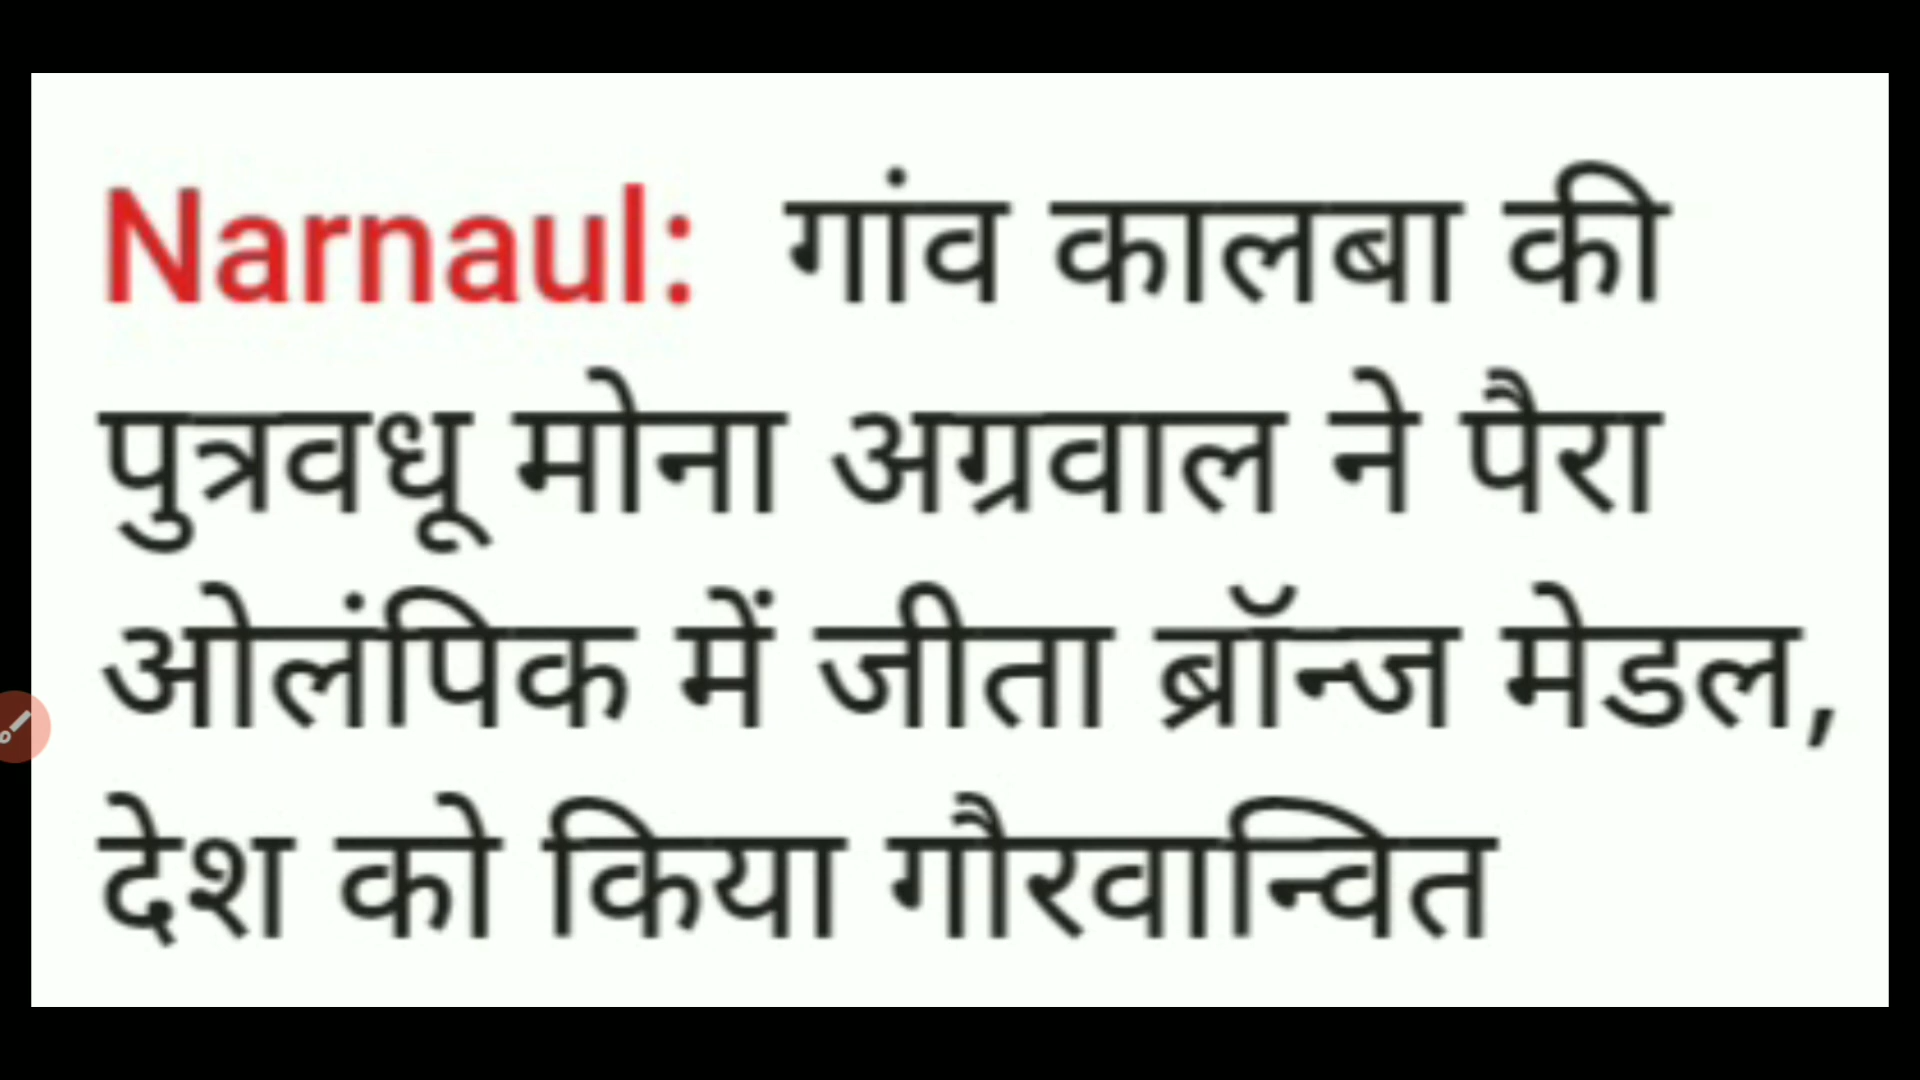 Narnaul: गांव कालबा की
पुत्रवधू मोना अग्रवाल ने पैरा
ओलंपिक में जीता ब्रॉन्ज मेडल,
देश को किया गौरवान्वित